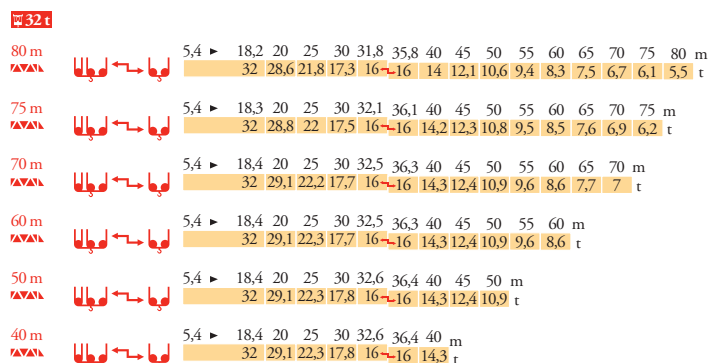 32 t
80 m 5,4 ► 18,2 20 25 30 31,8 35,8 40 45 50 55 60 65 70 75 80 m
32 28,6 21,8 17,3 16 16 14 12,1 10,6 9,4 8,3 7,5 6,7 6,1 5,5 t
75 m 5,4 ► 18,3 20 25 30 32,1 36,1 40 45 50 55 60 65 70 75 m
32 28,8 22 17,5 16 16 14,2 12,3 10,8 9,5 8,5 7,6 6,9 6,2 t
70 m 5,4 ► 18,4 20 25 30 32,5 36,3 40 45 50 55 60 65 70 m
32 29,1 22,2 17,7 16 16 14,3 12,4 10,9 9,6 8,6 7,7 7 t
60 m 5,4 ► 18,4 20 25 30 32,5 36,3 40 45 50 55 60 m
32 29,1 22,3 17,7 16 16 14,3 12,4 10,9 9,6 8,6 t
50 m 5,4 ► 18,4 20 25 30 32,6 36,4 40 45 50 m
32 29,1 22,3 17,8 16 16 14,3 12,4 10,9 t
40 m 5,4 ► 18,4 20 25 30 32,6 36,4 40 m
32 29,1 22,3 17,8 16 16 14,3 t